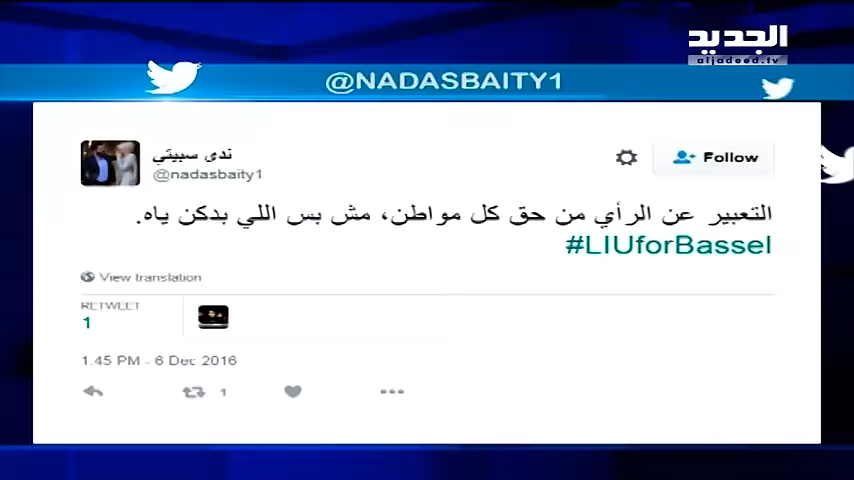 الجديد
aljadeed.tv
@NADASBAITY1
ندى سبيتي
@nadasbaity1
Follow
التعبير عن الرأي من حق كل مواطن، مش بس اللي بدكن ياه.
#LIUforBassel
View translation
RETWEET
1
1:45 PM - 6 Dec 2016
1